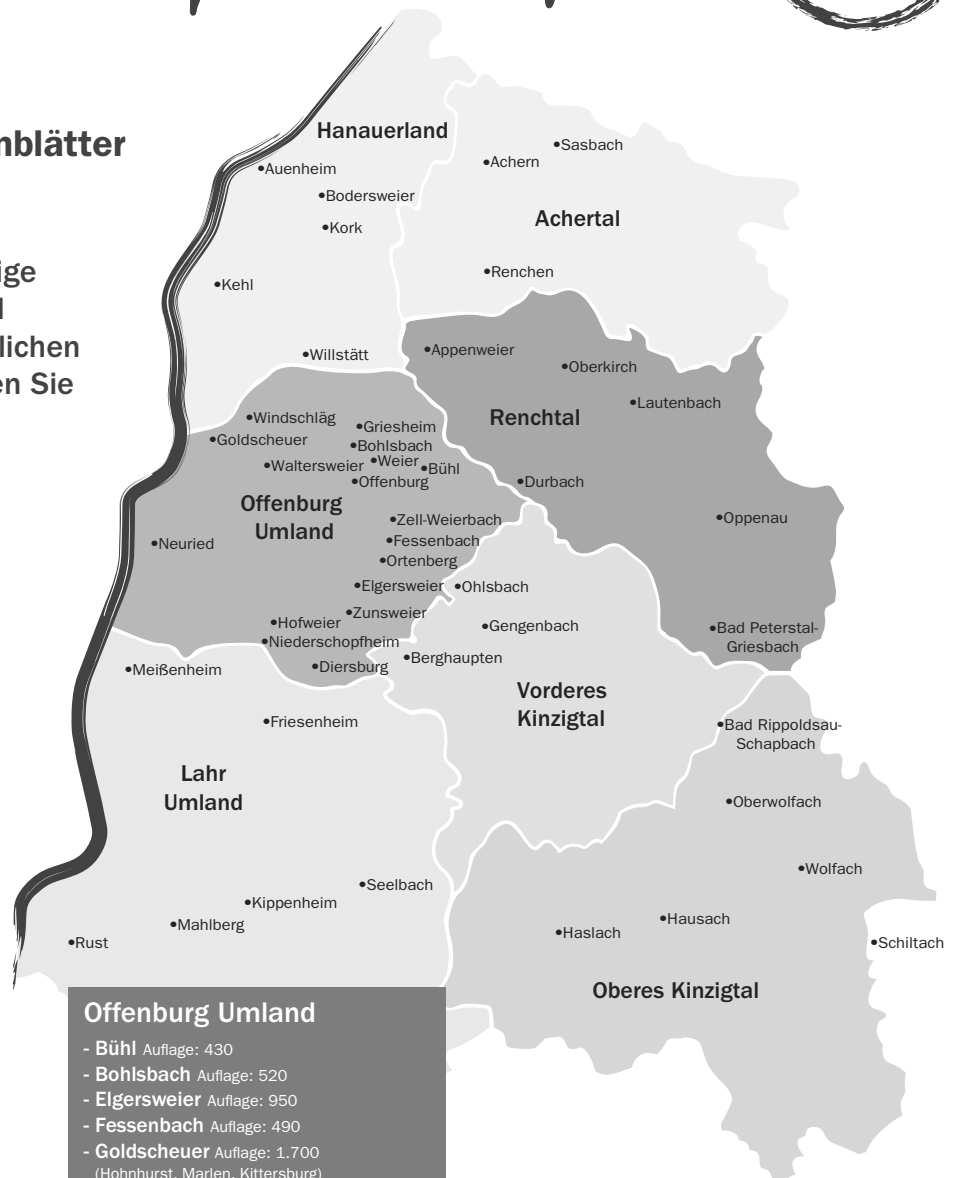 nblätter
ige
lichen
en Sie
Hanauerland
•Auenheim
•Bodersweier
•Kork
•Kehl
•Willstätt
•Sasbach
•Achern
Achertal
•Renchen
•Appenweier
•Oberkirch
•Lautenbach
Renchtal
•Durbach
•Oppenau
•Bad Peterstal-
Griesbach
•Windschläg
•Goldscheuer
•Griesheim
•Bohlsbach
•Waltersweier
•Weier
•Bühl
•Offenburg
Offenburg
Umland
•Zell-Weierbach
•Fessenbach
•Neuried
•Ortenberg
•Elgersweier
•Zunsweier
•Hofweier
•Niederschopfheim
•Diersburg
•Ohlsbach
•Gengenbach
•Berghaupten
Vorderes
Kinzigtal
•Meißenheim
•Friesenheim
Lahr
Umland
•Seelbach
•Kippenheim
•Mahlberg
•Rust
•Bad Rippoldsau-
Schapbach
•Oberwolfach
•Wolfach
•Hausach
•Haslach
•Schiltach
Oberes Kinzigtal
Offenburg Umland
- Bühl Auflage: 430
- Bohlsbach Auflage: 520
- Elgersweier Auflage: 950
- Fessenbach Auflage: 490
- Goldscheuer Auflage: 1.700
(Hohnhurst, Marlen, Kittersburg)